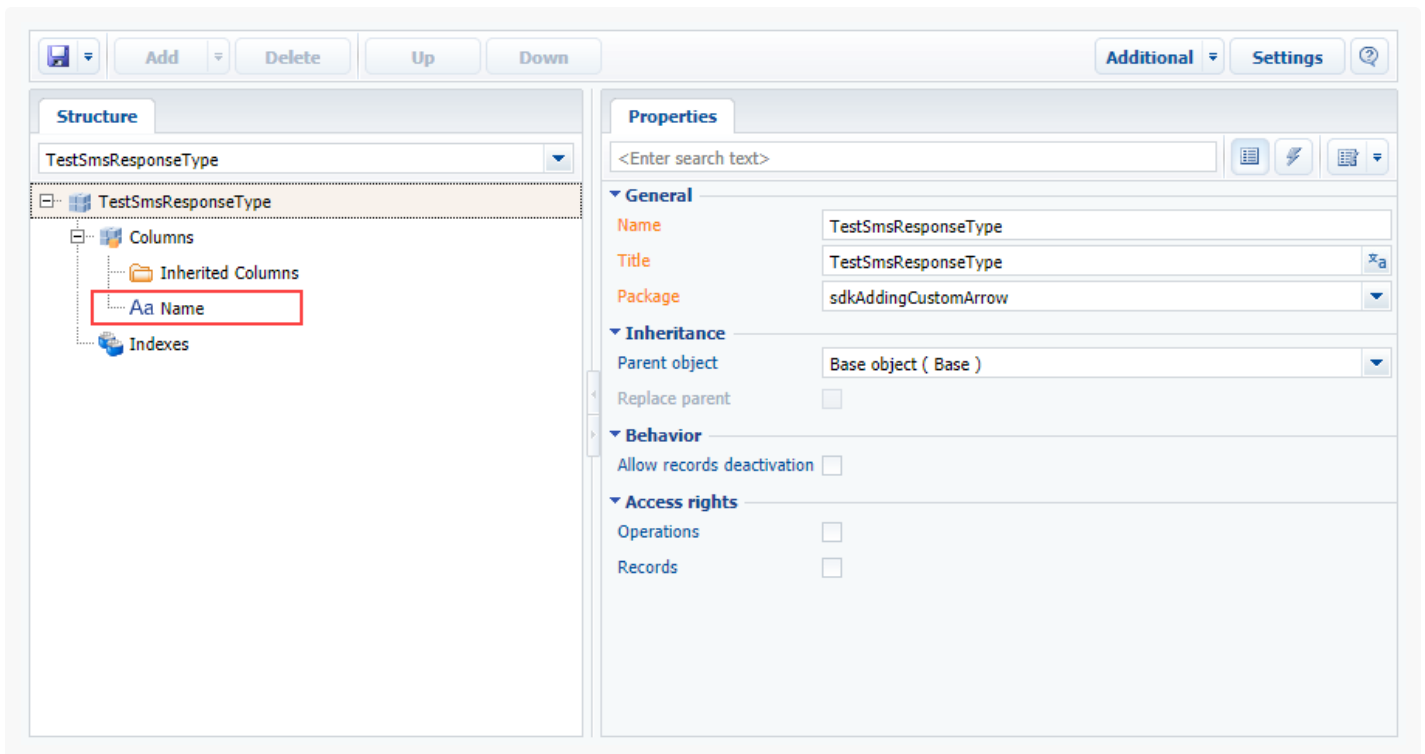 Add Delete Up Down Additional Settings
Structure
TestSmsResponseType
TestSmsResponseType
Columns
Inherited Columns
Aa Name
Indexes
Properties
<Enter search text>
General
Name TestSmsResponseType
Title TestSmsResponseType
Package sdkAddingCustomArrow
Inheritance
Parent object Base object ( Base )
Replace parent
Behavior
Allow records deactivation
Access rights
Operations
Records